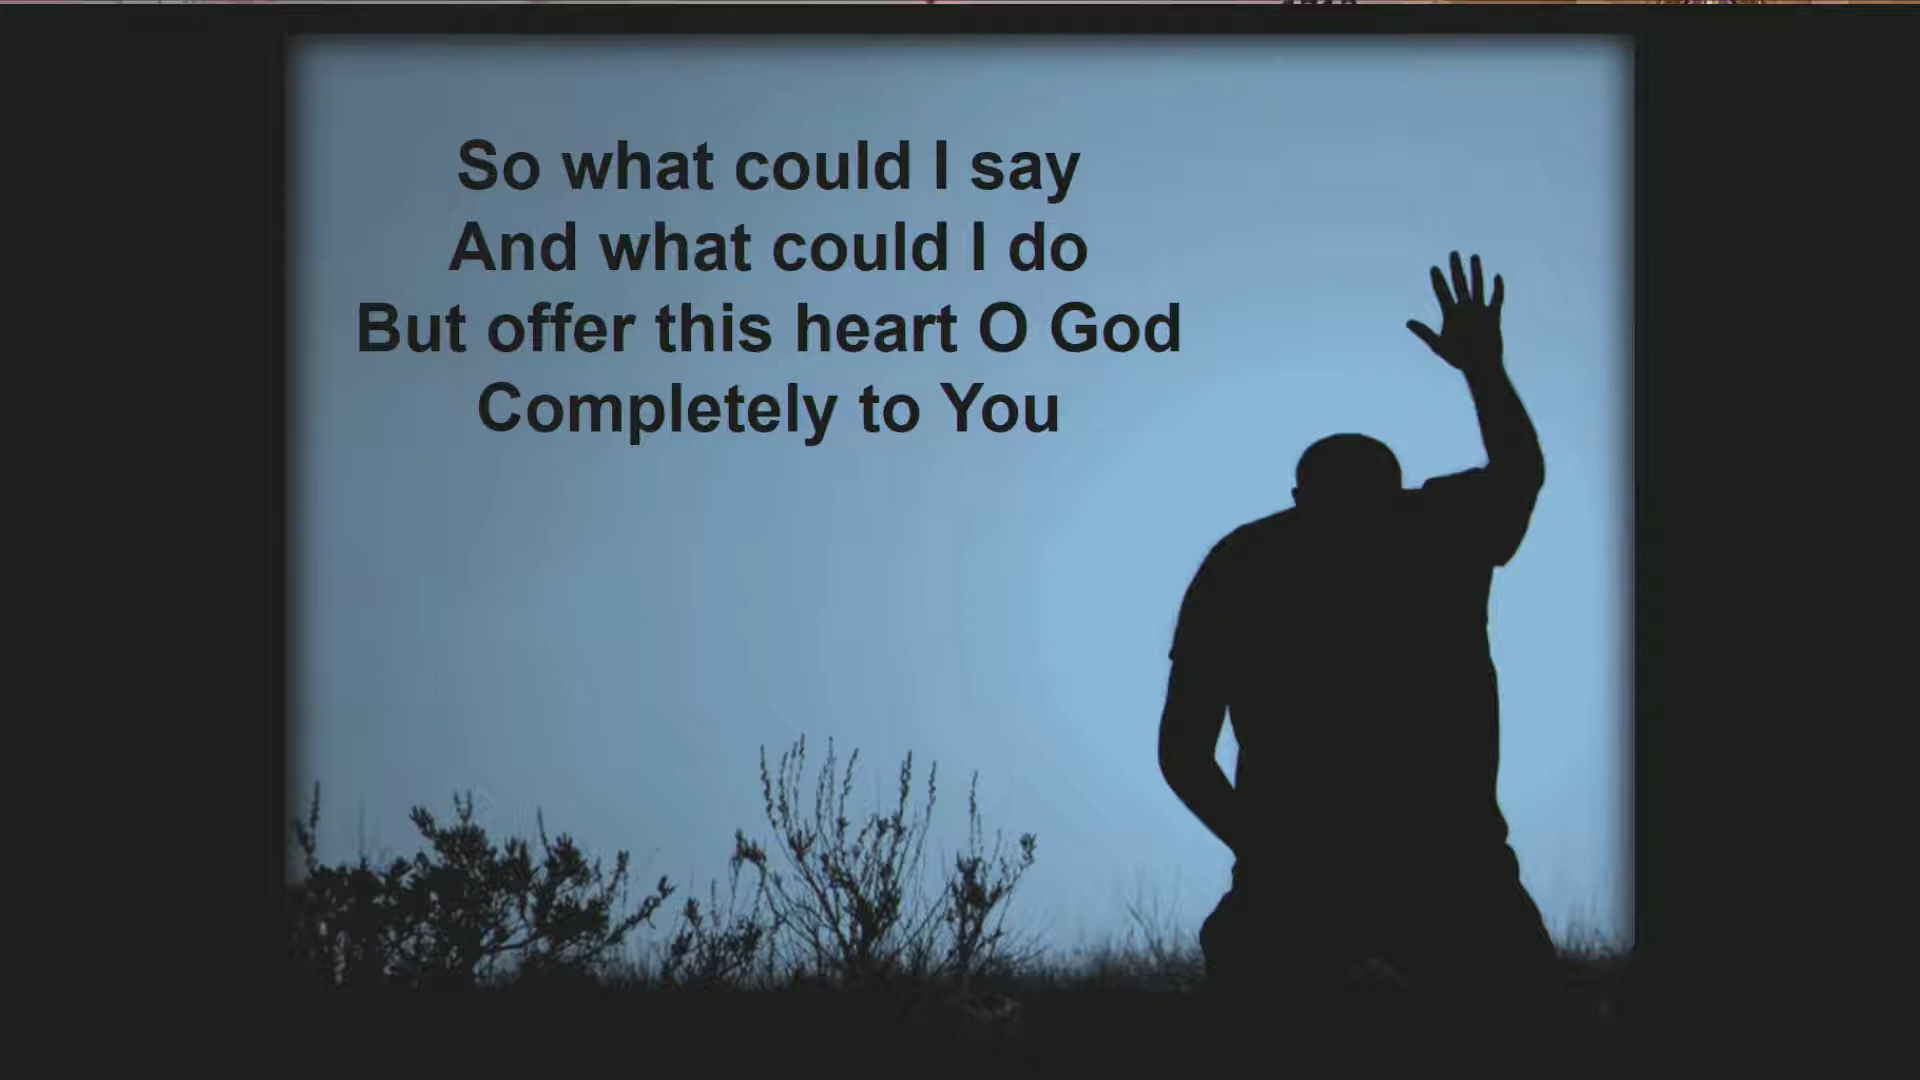 So what could I say
And what could I do
But offer this heart O God
Completely to You